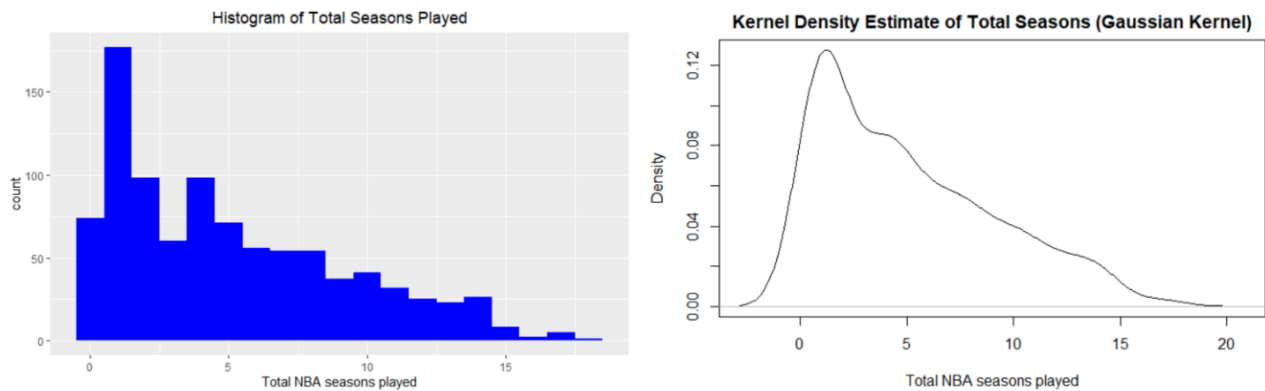 Histogram of Total Seasons Played
150
100
50
0
count
0
5
10
15
Total NBA seasons played
Kernel Density Estimate of Total Seasons (Gaussian Kernel)
0.12
0.08
0.04
0.00
Density
0
5
10
15
20
Total NBA seasons played